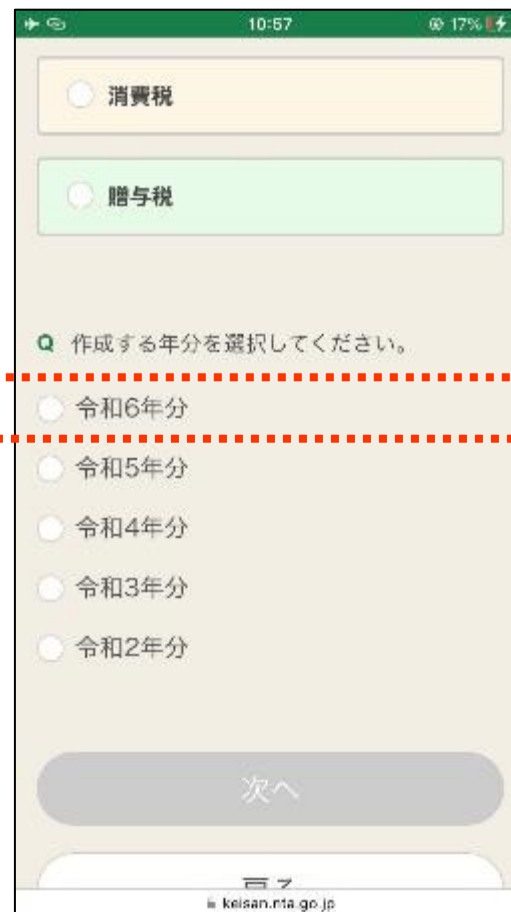 10:57
17%
消費税
贈与税
Q 作成する年分を選択してください。
令和6年分
令和5年分
令和4年分
令和3年分
令和2年分
次へ
戻る
keisan.nta.go.jp